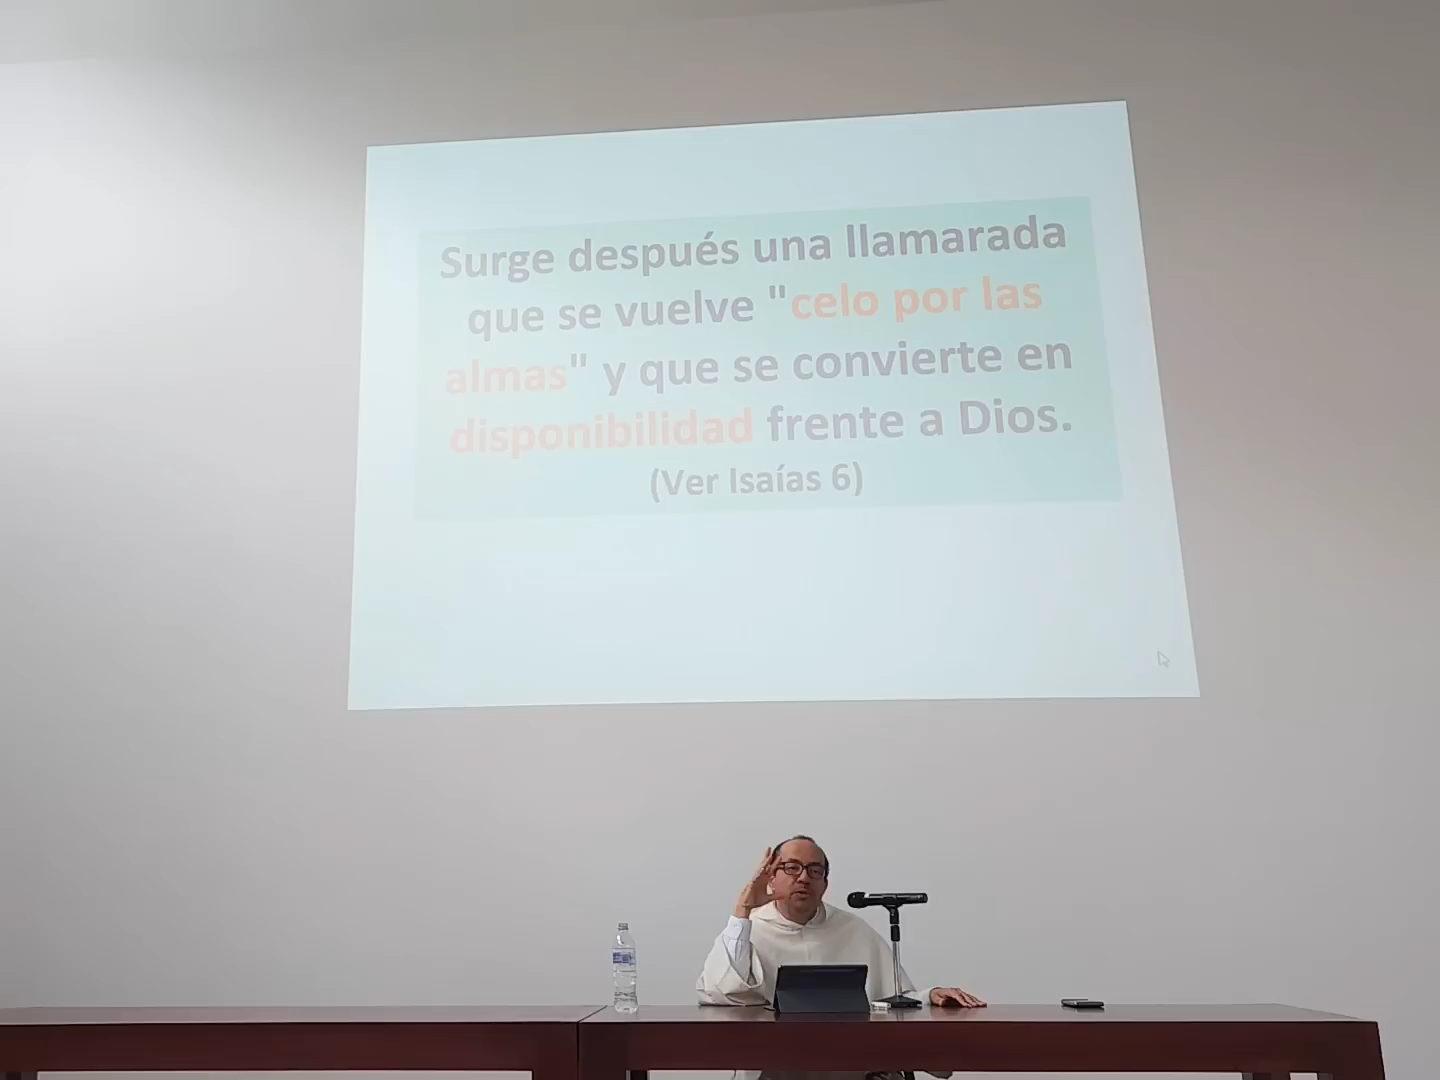 Surge después una llamarada
que se vuelve "celo por las
almas" y que se convierte en
disponibilidad frente a Dios.
(Ver Isaías 6)